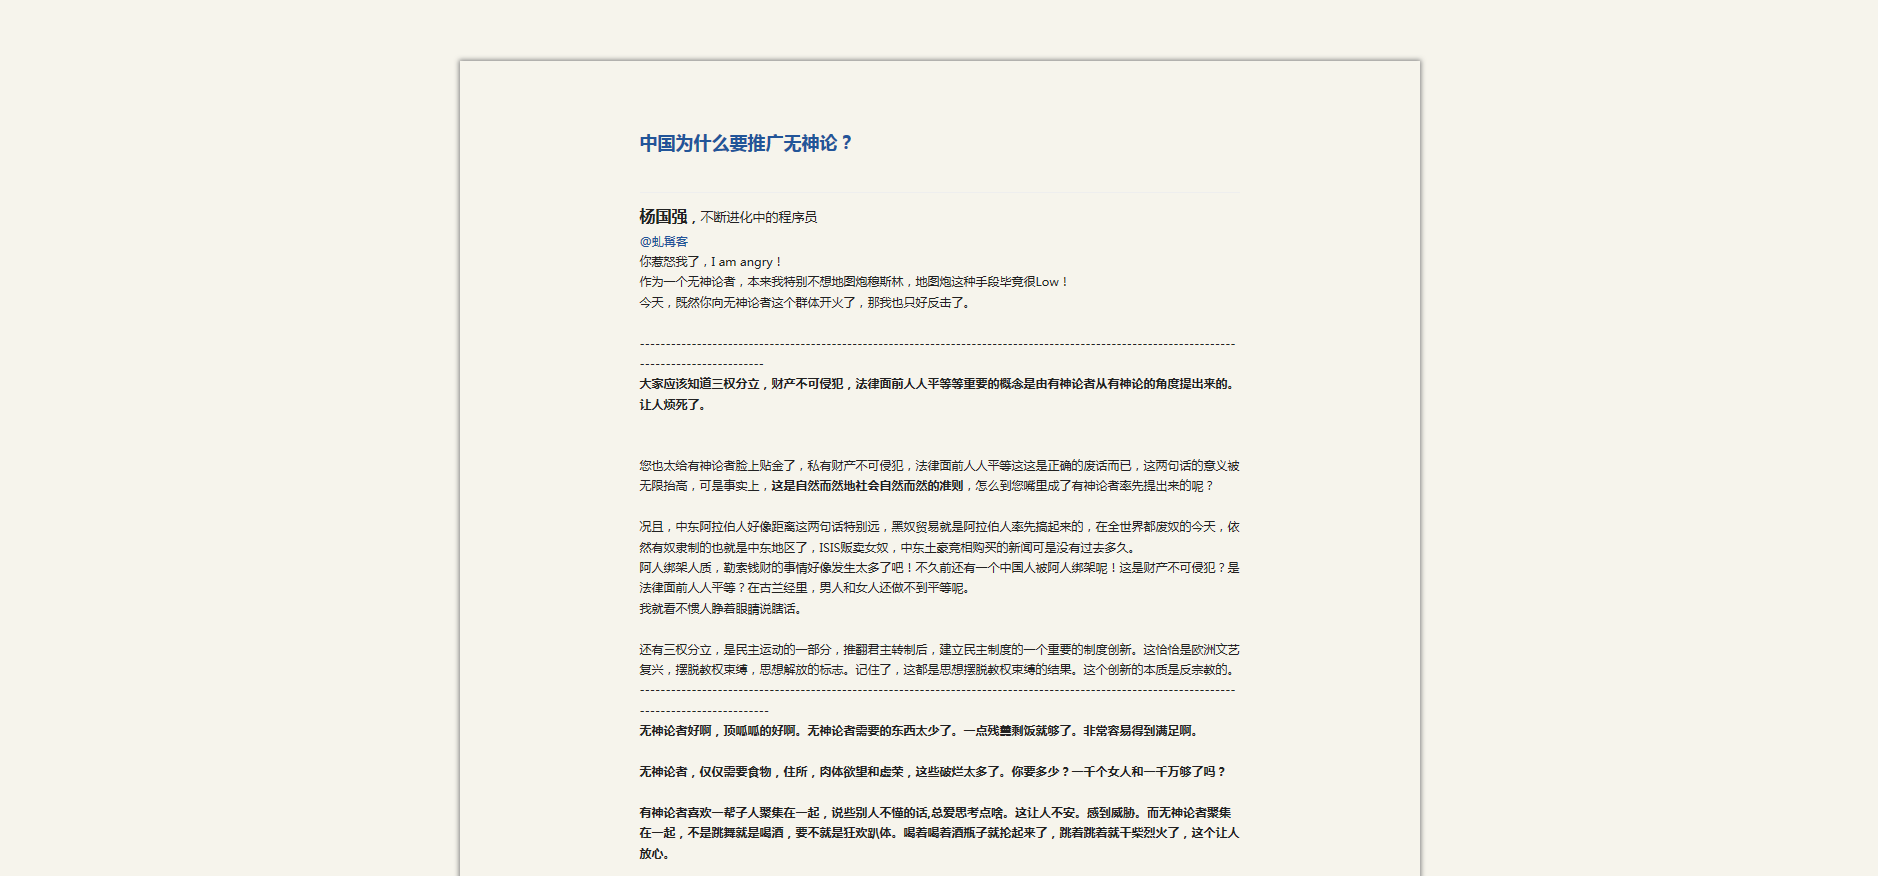 中国为什么要推广无神论？
杨国强，不断进化中的程序员
@虬髯客
你惹怒我了，I am angry！
作为一个无神论者，本来我特别不想地图炮穆斯林，地图炮这种手段毕竟很Low！
今天，既然你向无神论者这个群体开火了，那我也只好反击了。
--------------------------------------------------------------------------------------------------------------------
------------------------
大家应该知道三权分立，财产不可侵犯，法律面前人人平等等重要的概念是由有神论者从有神论的角度提出来的。
让人烦死了。
您也太给有神论者脸上贴金了，私有财产不可侵犯，法律面前人人平等这这是正确的废话而已，这两句话的意义被
无限抬高，可是事实上，这是自然而然地社会自然而然的准则，怎么到您嘴里成了有神论者率先提出来的呢？
况且，中东阿拉伯人好像距离这两句话特别远，黑奴贸易就是阿拉伯人率先搞起来的，在全世界都废奴的今天，依
然有奴隶制的也就是中东地区了，ISIS贩卖女奴，中东土豪竞相购买的新闻可是没有过去多久。
阿人绑架人质，勒索钱财的事情好像发生太多了吧！不久前还有一个中国人被阿人绑架呢！这是财产不可侵犯？是
法律面前人人平等？在古兰经里，男人和女人还做不到平等呢。
我就看不惯人睁着眼睛说瞎话。
还有三权分立，是民主运动的一部分，推翻君主转制后，建立民主制度的一个重要的制度创新。这恰恰是欧洲文艺
复兴，摆脱教权束缚，思想解放的标志。记住了，这都是思想摆脱教权束缚的结果。这个创新的本质是反宗教的。
--------------------------------------------------------------------------------------------------------------------
-------------------------
无神论者好啊，顶呱呱的好啊。无神论者需要的东西太少了。一点残羹剩饭就够了。非常容易得到满足啊。
无神论者，仅仅需要食物，住所，肉体欲望和虚荣，这些破烂太多了。你要多少？一千个女人和一千万够了吗？
有神论者喜欢一帮子人聚集在一起，说些别人不懂的话,总爱思考点啥。这让人不安。感到威胁。而无神论者聚集
在一起，不是跳舞就是喝酒，要不就是狂欢趴体。喝着喝着酒瓶子就抡起来了，跳着跳着就干柴烈火了，这个让人
放心。